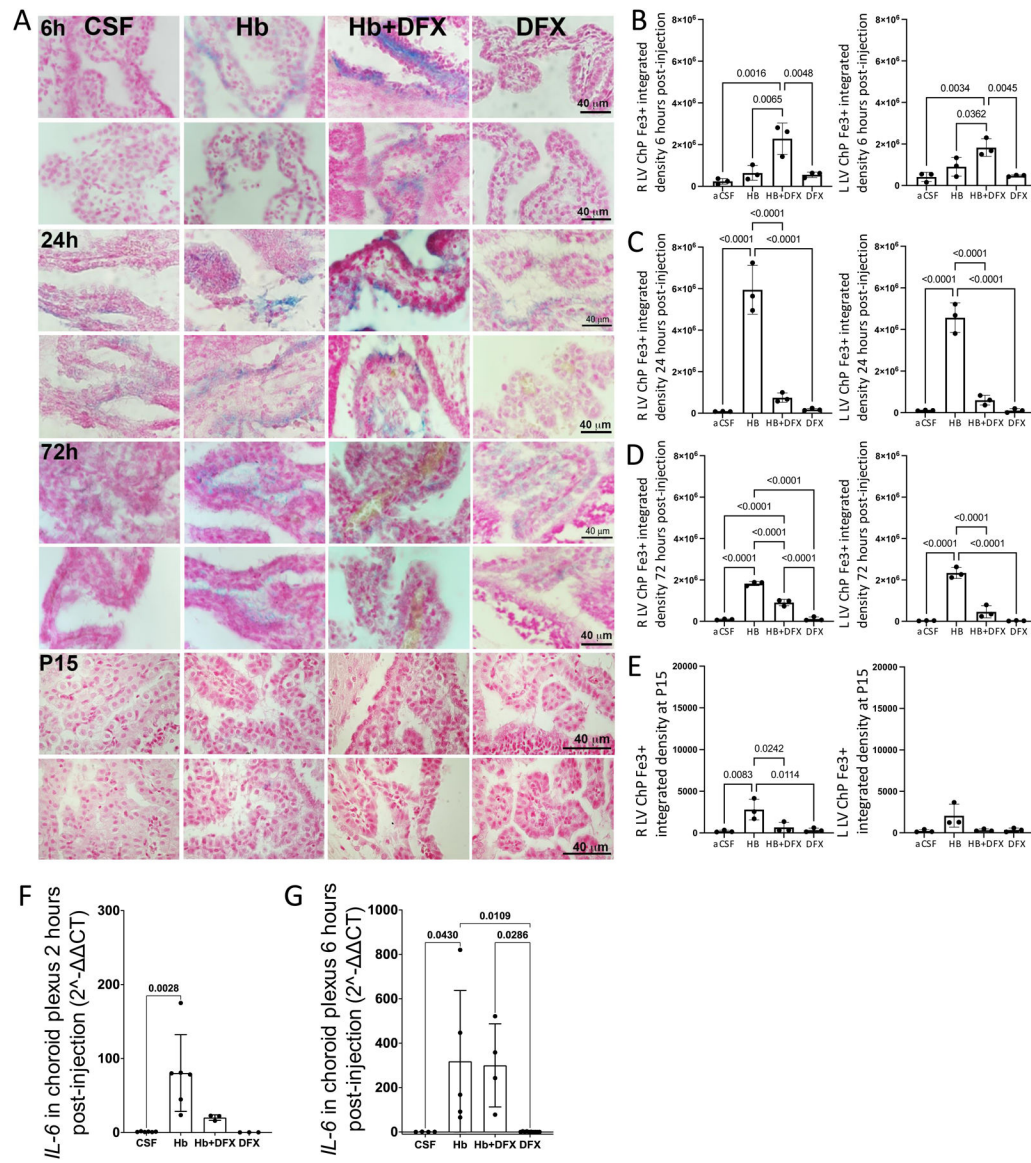 A
6h CSF Hb Hb+DFX DFX
40 µm
40 µm
24h
40 µm
40 µm
72h
40 µm
40 µm
P15
40 µm
40 µm
B
R LV ChP Fe3+ integrated
density 6 hours post-injection
8×10⁶
6×10⁶
4×10⁶
2×10⁶
0
0.0016 0.0048
0.0065
aCSF HB HB+DFX DFX
L LV ChP Fe3+ integrated
density 6 hours post-injection
8×10⁶
6×10⁶
4×10⁶
2×10⁶
0
0.0034 0.0045
0.0362
aCSF HB HB+DFX DFX
C
R LV ChP Fe3+ integrated
density 24 hours post-injection
8×10⁶
6×10⁶
4×10⁶
2×10⁶
0
<0.0001
<0.0001 <0.0001
aCSF HB HB+DFX DFX
L LV ChP Fe3+ integrated
density 24 hours post-injection
8×10⁶
6×10⁶
4×10⁶
2×10⁶
0
<0.0001
<0.0001 <0.0001
aCSF HB HB+DFX DFX
D
R LV ChP Fe3+ integrated
density 72 hours post-injection
8×10⁶
6×10⁶
4×10⁶
2×10⁶
0
<0.0001
<0.0001
<0.0001
<0.0001 <0.0001
aCSF HB HB+DFX DFX
L LV ChP Fe3+ integrated
density 72 hours post-injection
8×10⁶
6×10⁶
4×10⁶
2×10⁶
0
<0.0001
<0.0001 <0.0001
aCSF HB HB+DFX DFX
E
R LV ChP Fe3+
integrated density at P15
20000
15000
10000
5000
0
0.0242
0.0083 0.0114
aCSF HB HB+DFX DFX
L LV ChP Fe3+
integrated density at P15
20000
15000
10000
5000
0
aCSF HB HB+DFX DFX
F
IL-6 in choroid plexus 2 hours
post-injection (2^-ΔΔCT)
300
200
100
0
0.0028
CSF Hb Hb+DFX DFX
G
IL-6 in choroid plexus 6 hours
post-injection (2^-ΔΔCT)
1000
800
600
400
200
0
0.0109
0.0430 0.0286
CSF Hb Hb+DFX DFX